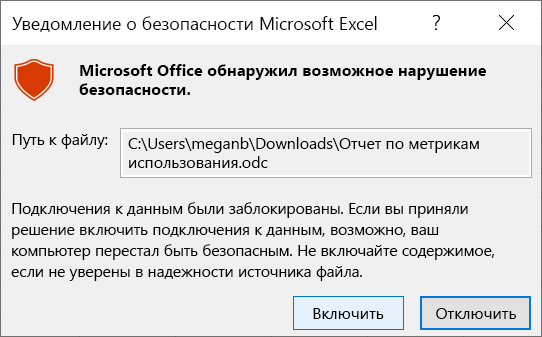 Уведомление о безопасности Microsoft Excel ?
Microsoft Office обнаружил возможное нарушение
безопасности.
Путь к файлу: C:\Users\meganb\Downloads\Отчет по метрикам
использования.odc
Подключения к данным были заблокированы. Если вы приняли
решение включить подключения к данным, возможно, ваш
компьютер перестал быть безопасным. Не включайте содержимое,
если не уверены в надежности источника файла.
Включить Отключить